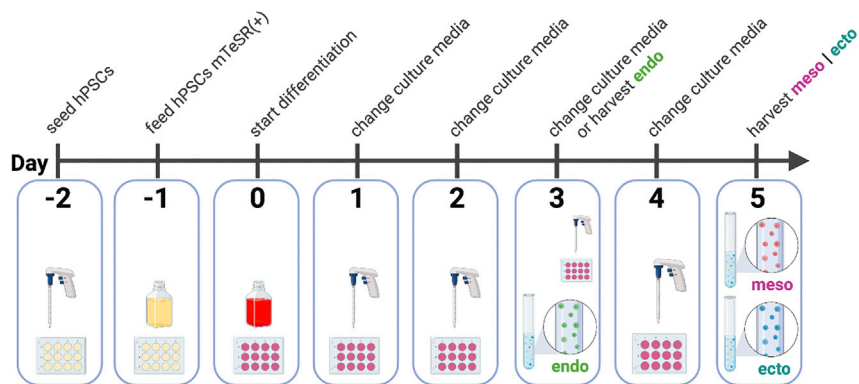 seed hPSCs
feed hPSCs mTeSR(+)
start differentiation
change culture media
change culture media
change culture media
or harvest endo
change culture media
harvest meso | ecto
Day
-2
-1
0
1
2
3
4
5
endo
meso
ecto